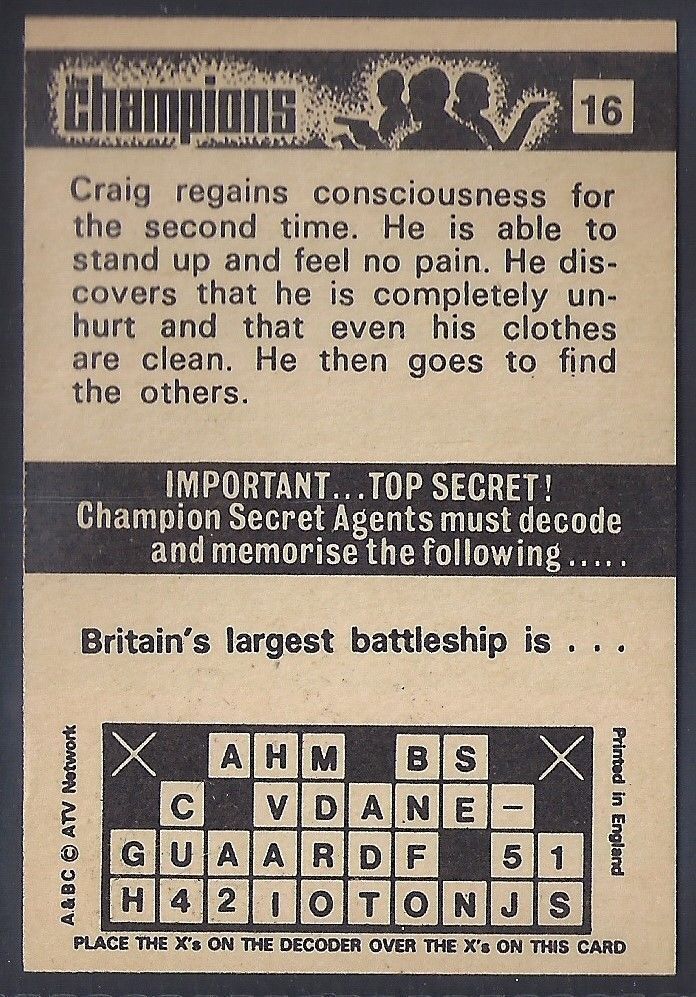 the Champions
16
Craig regains consciousness for
the second time. He is able to
stand up and feel no pain. He dis-
covers that he is completely un-
hurt and that even his clothes
are clean. He then goes to find
the others.
IMPORTANT...TOP SECRET!
Champion Secret Agents must decode
and memorise the following.....
Britain's largest battleship is . . .
X A H M B S X
C V D A N E –
G U A A R D F 5 1
H 4 2 I O T O N J S
A&BC © ATV Network
Printed in England
PLACE THE X's ON THE DECODER OVER THE X's ON THIS CARD